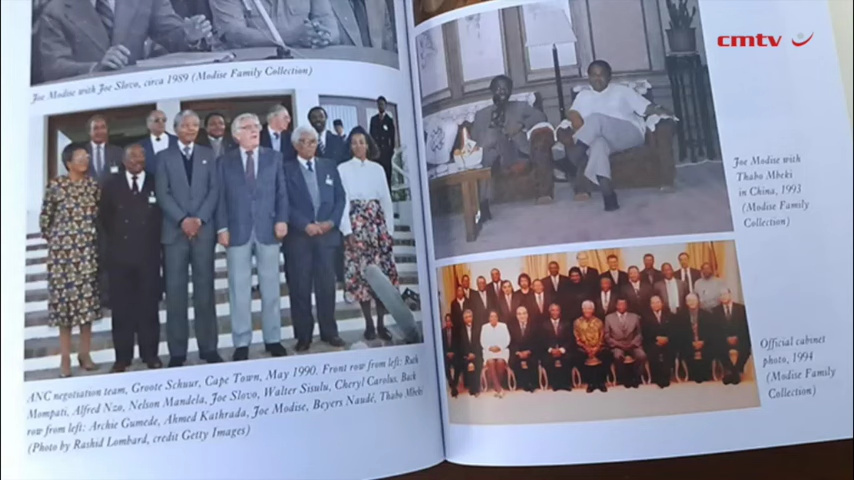 cmtv
Joe Modise with Joe Slovo, circa 1989 (Modise Family Collection)
ANC negotiation team, Groote Schuur, Cape Town, May 1990. Front row from left: Ruth
Mompati, Alfred Nzo, Nelson Mandela, Joe Slovo, Walter Sisulu, Cheryl Carolus. Back
row from left: Archie Gumede, Ahmed Kathrada, Joe Modise, Beyers Naudé, Thabo Mbeki
(Photo by Rashid Lombard, credit Getty Images)
Joe Modise with
Thabo Mbeki
in China, 1993
(Modise Family
Collection)
Official cabinet
photo, 1994
(Modise Family
Collection)